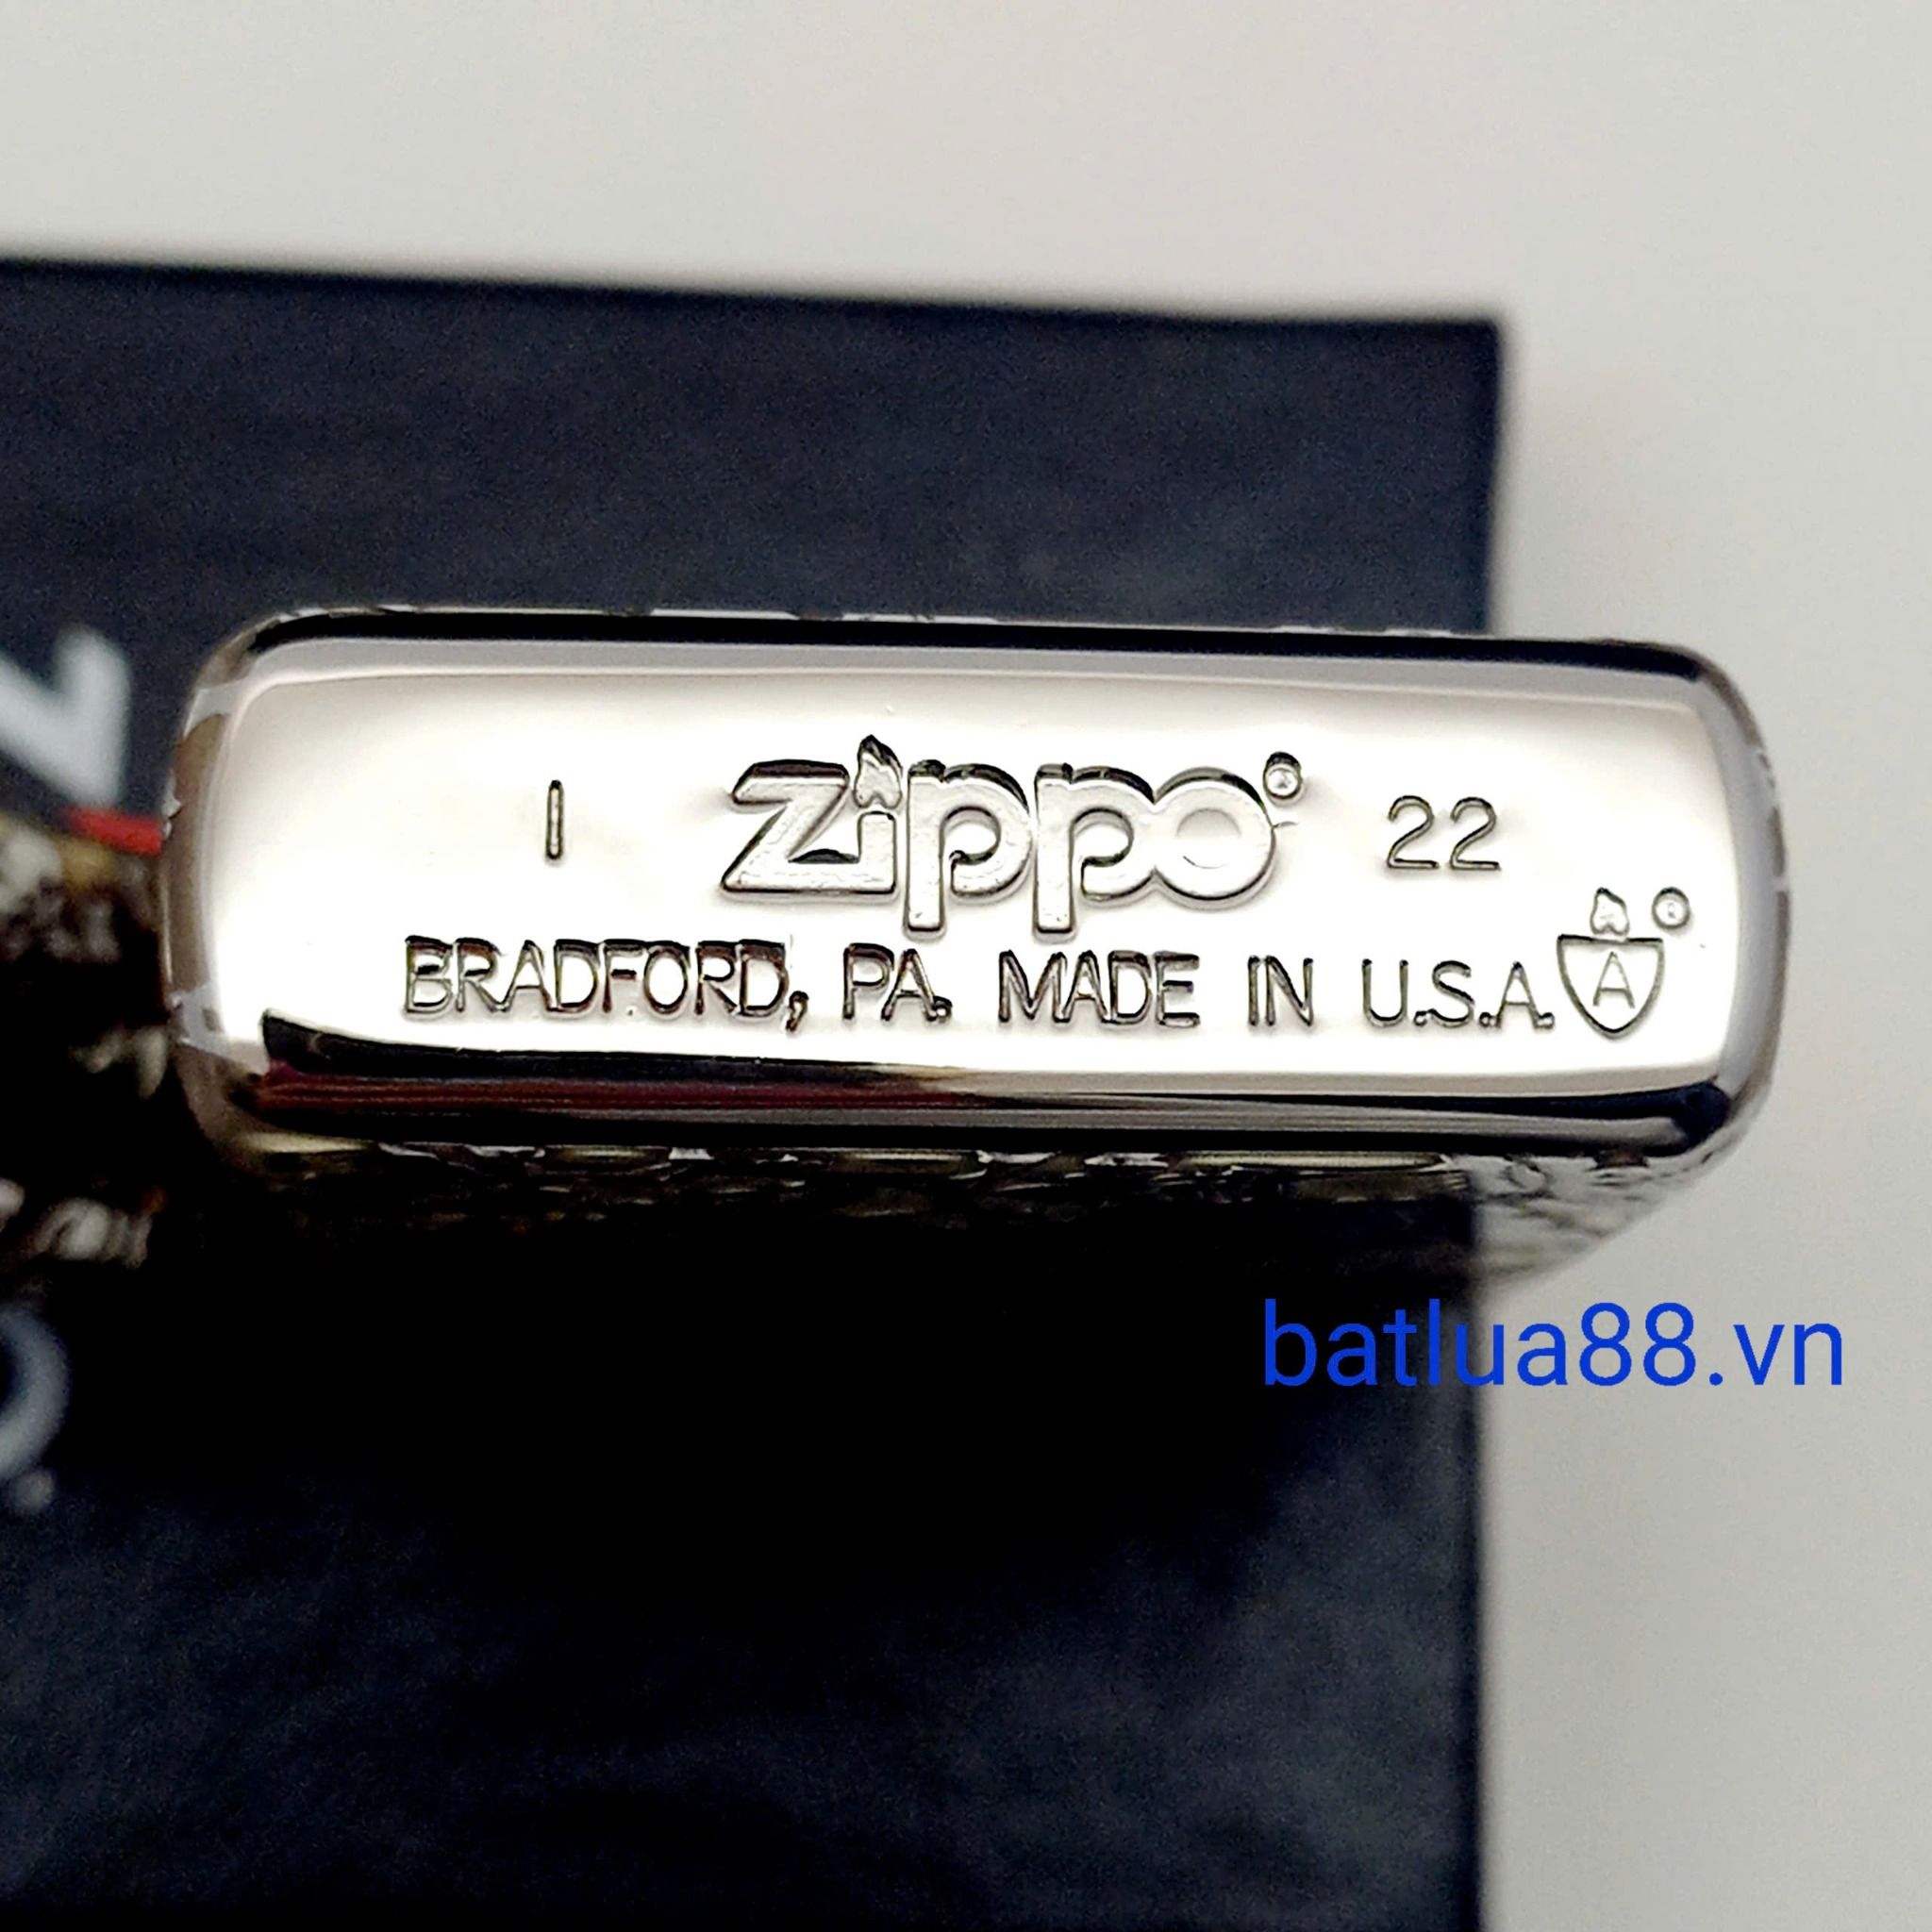 I zippo® 22
BRADFORD, PA. MADE IN U.S.A. A ®
batlua88.vn